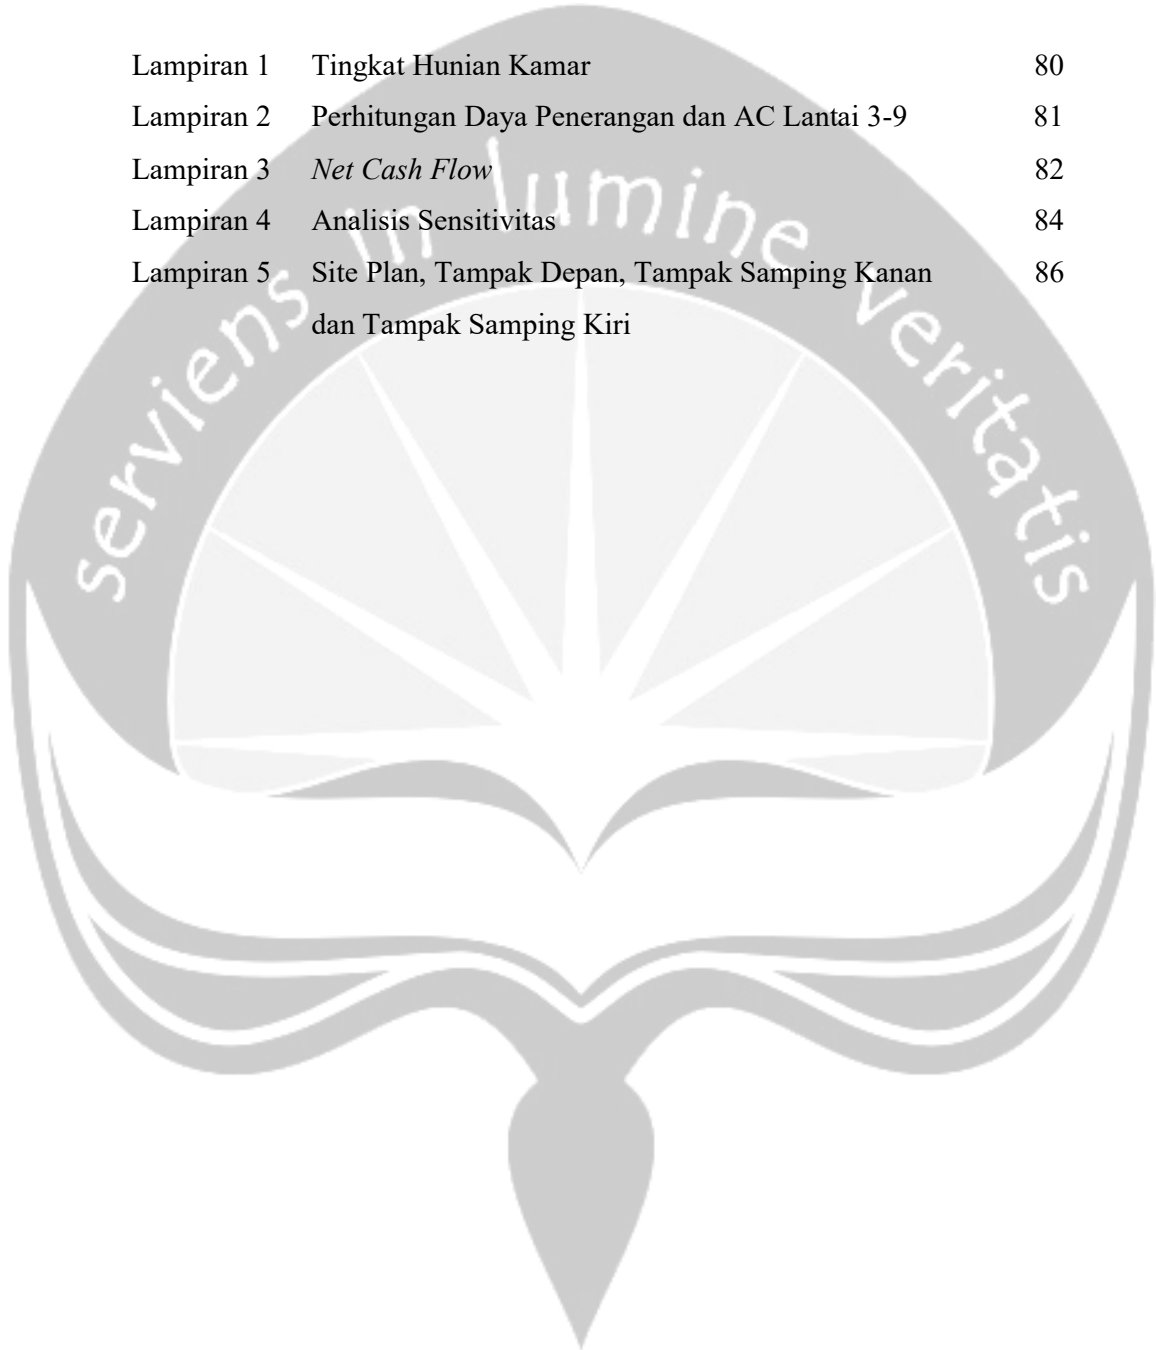 Lampiran 1 Tingkat Hunian Kamar 80
Lampiran 2 Perhitungan Daya Penerangan dan AC Lantai 3-9 81
Lampiran 3 Net Cash Flow 82
Lampiran 4 Analisis Sensitivitas 84
Lampiran 5 Site Plan, Tampak Depan, Tampak Samping Kanan 86
dan Tampak Samping Kiri
serviens in lumine veritatis